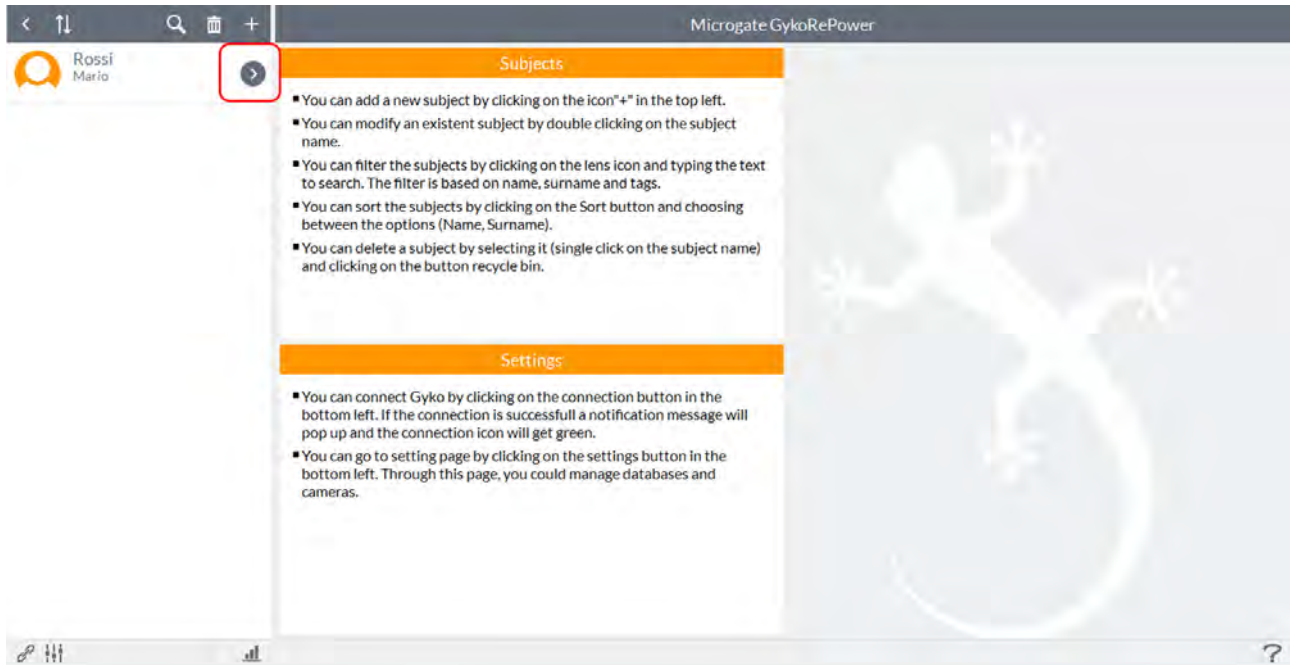 Microgate GykoRePower
Rossi
Mario
Subjects
▪ You can add a new subject by clicking on the icon"+" in the top left.
▪ You can modify an existent subject by double clicking on the subject
name.
▪ You can filter the subjects by clicking on the lens icon and typing the text
to search. The filter is based on name, surname and tags.
▪ You can sort the subjects by clicking on the Sort button and choosing
between the options (Name, Surname).
▪ You can delete a subject by selecting it (single click on the subject name)
and clicking on the button recycle bin.
Settings
▪ You can connect Gyko by clicking on the connection button in the
bottom left. If the connection is successfull a notification message will
pop up and the connection icon will get green.
▪ You can go to setting page by clicking on the settings button in the
bottom left. Through this page, you could manage databases and
cameras.
?